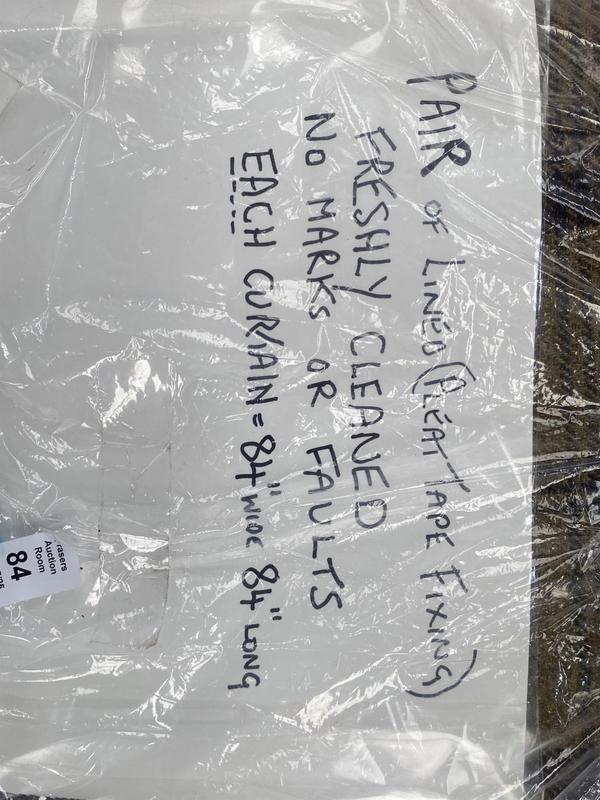 PAIR OF LINED (PLEAT TAPE FIXING)
FRESHLY CLEANED
NO MARKS OR FAULTS
EACH CURTAIN = 84" WIDE 84" LONG
rasers
Auction
Room
84